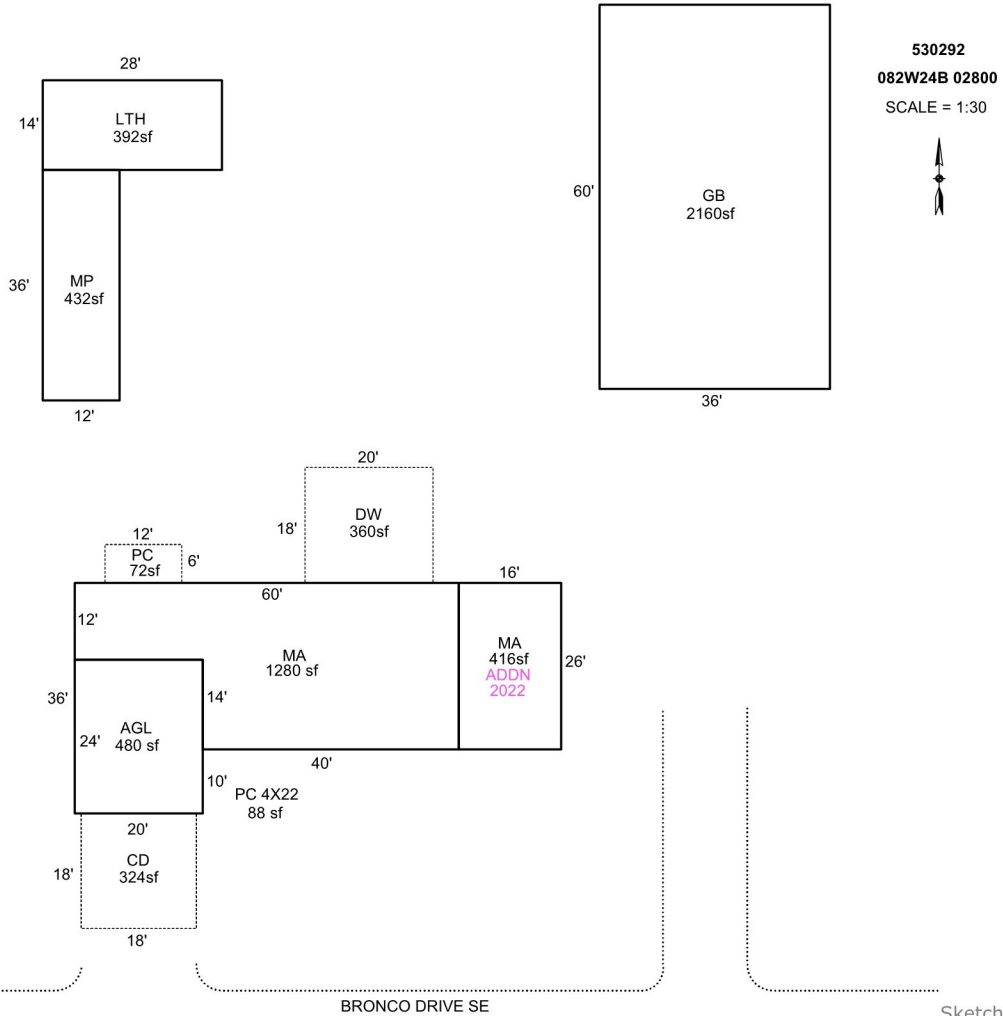 530292
082W24B 02800
SCALE = 1:30
28'
14'
LTH
392sf
36'
MP
432sf
12'
60'
GB
2160sf
36'
20'
18'
DW
360sf
12'
PC
72sf
6'
60'
16'
12'
MA
1280 sf
MA
416sf
ADDN
2022
26'
36'
14'
AGL
480 sf
24'
40'
10'
PC 4X22
88 sf
20'
CD
324sf
18'
18'
BRONCO DRIVE SE
Sketch